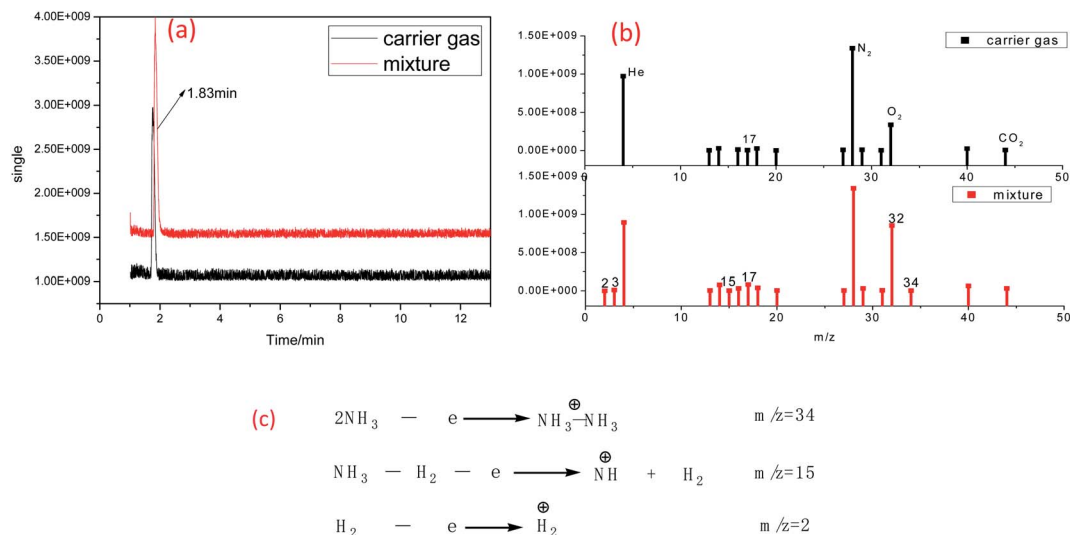 (a)
carrier gas
mixture
1.83min
4.00E+009
3.50E+009
3.00E+009
2.50E+009
2.00E+009
1.50E+009
1.00E+009
single
0 2 4 6 8 10 12
Time/min
(b)
carrier gas
1.50E+009
1.00E+009
5.00E+008
0.00E+000
He
17
N₂
O₂
CO₂
0 10 20 30 40 50
mixture
1.50E+009
1.00E+009
5.00E+008
0.00E+000
2 3
15
17
32
34
0 10 20 30 40 50
m/z
(c)
2NH₃ — e ⟶ NH₃⊕—NH₃ m/z=34
NH₃ — H₂ — e ⟶ ⊕NH + H₂ m/z=15
H₂ — e ⟶ ⊕H₂ m/z=2